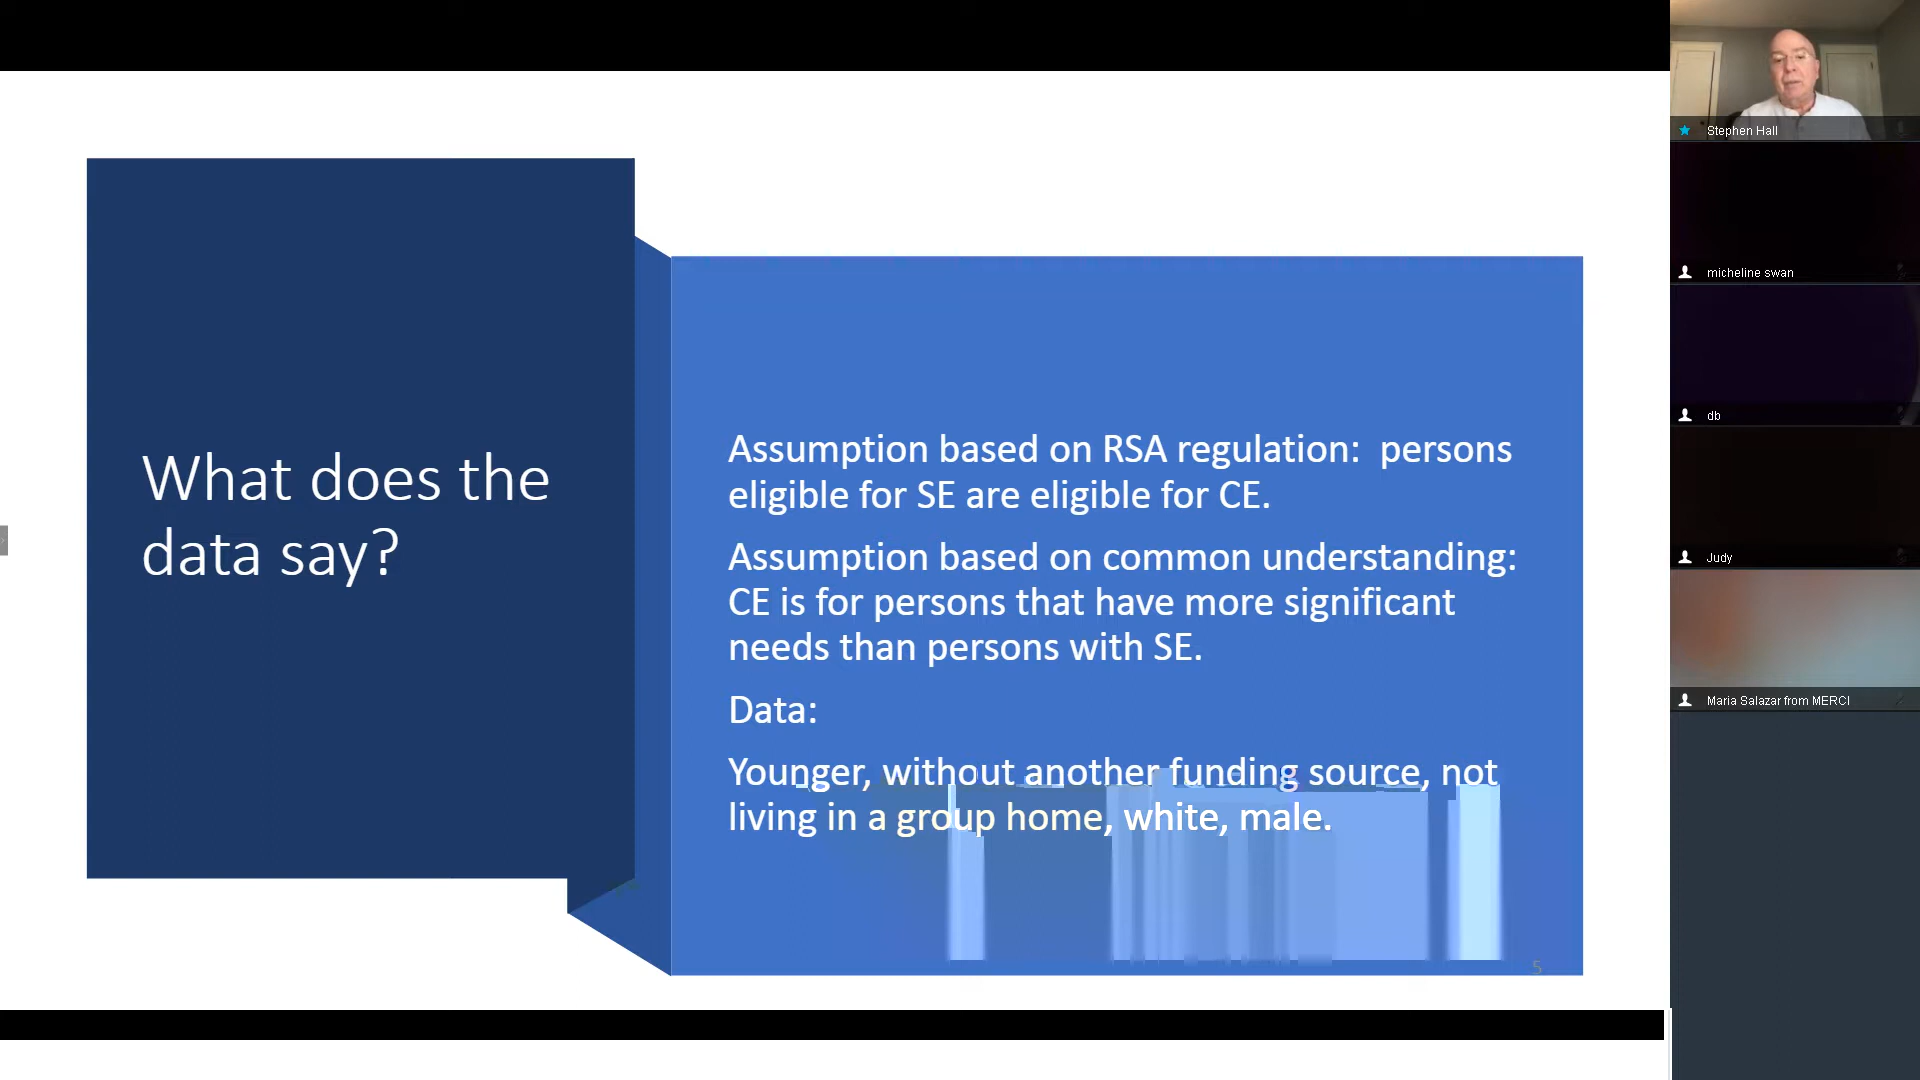 What does the
data say?
Assumption based on RSA regulation:  persons
eligible for SE are eligible for CE.
Assumption based on common understanding:
CE is for persons that have more significant
needs than persons with SE.
Data:
Younger, without another funding source, not
living in a group home, white, male.
5
Stephen Hall
micheline swan
db
Judy
Maria Salazar from MERCI